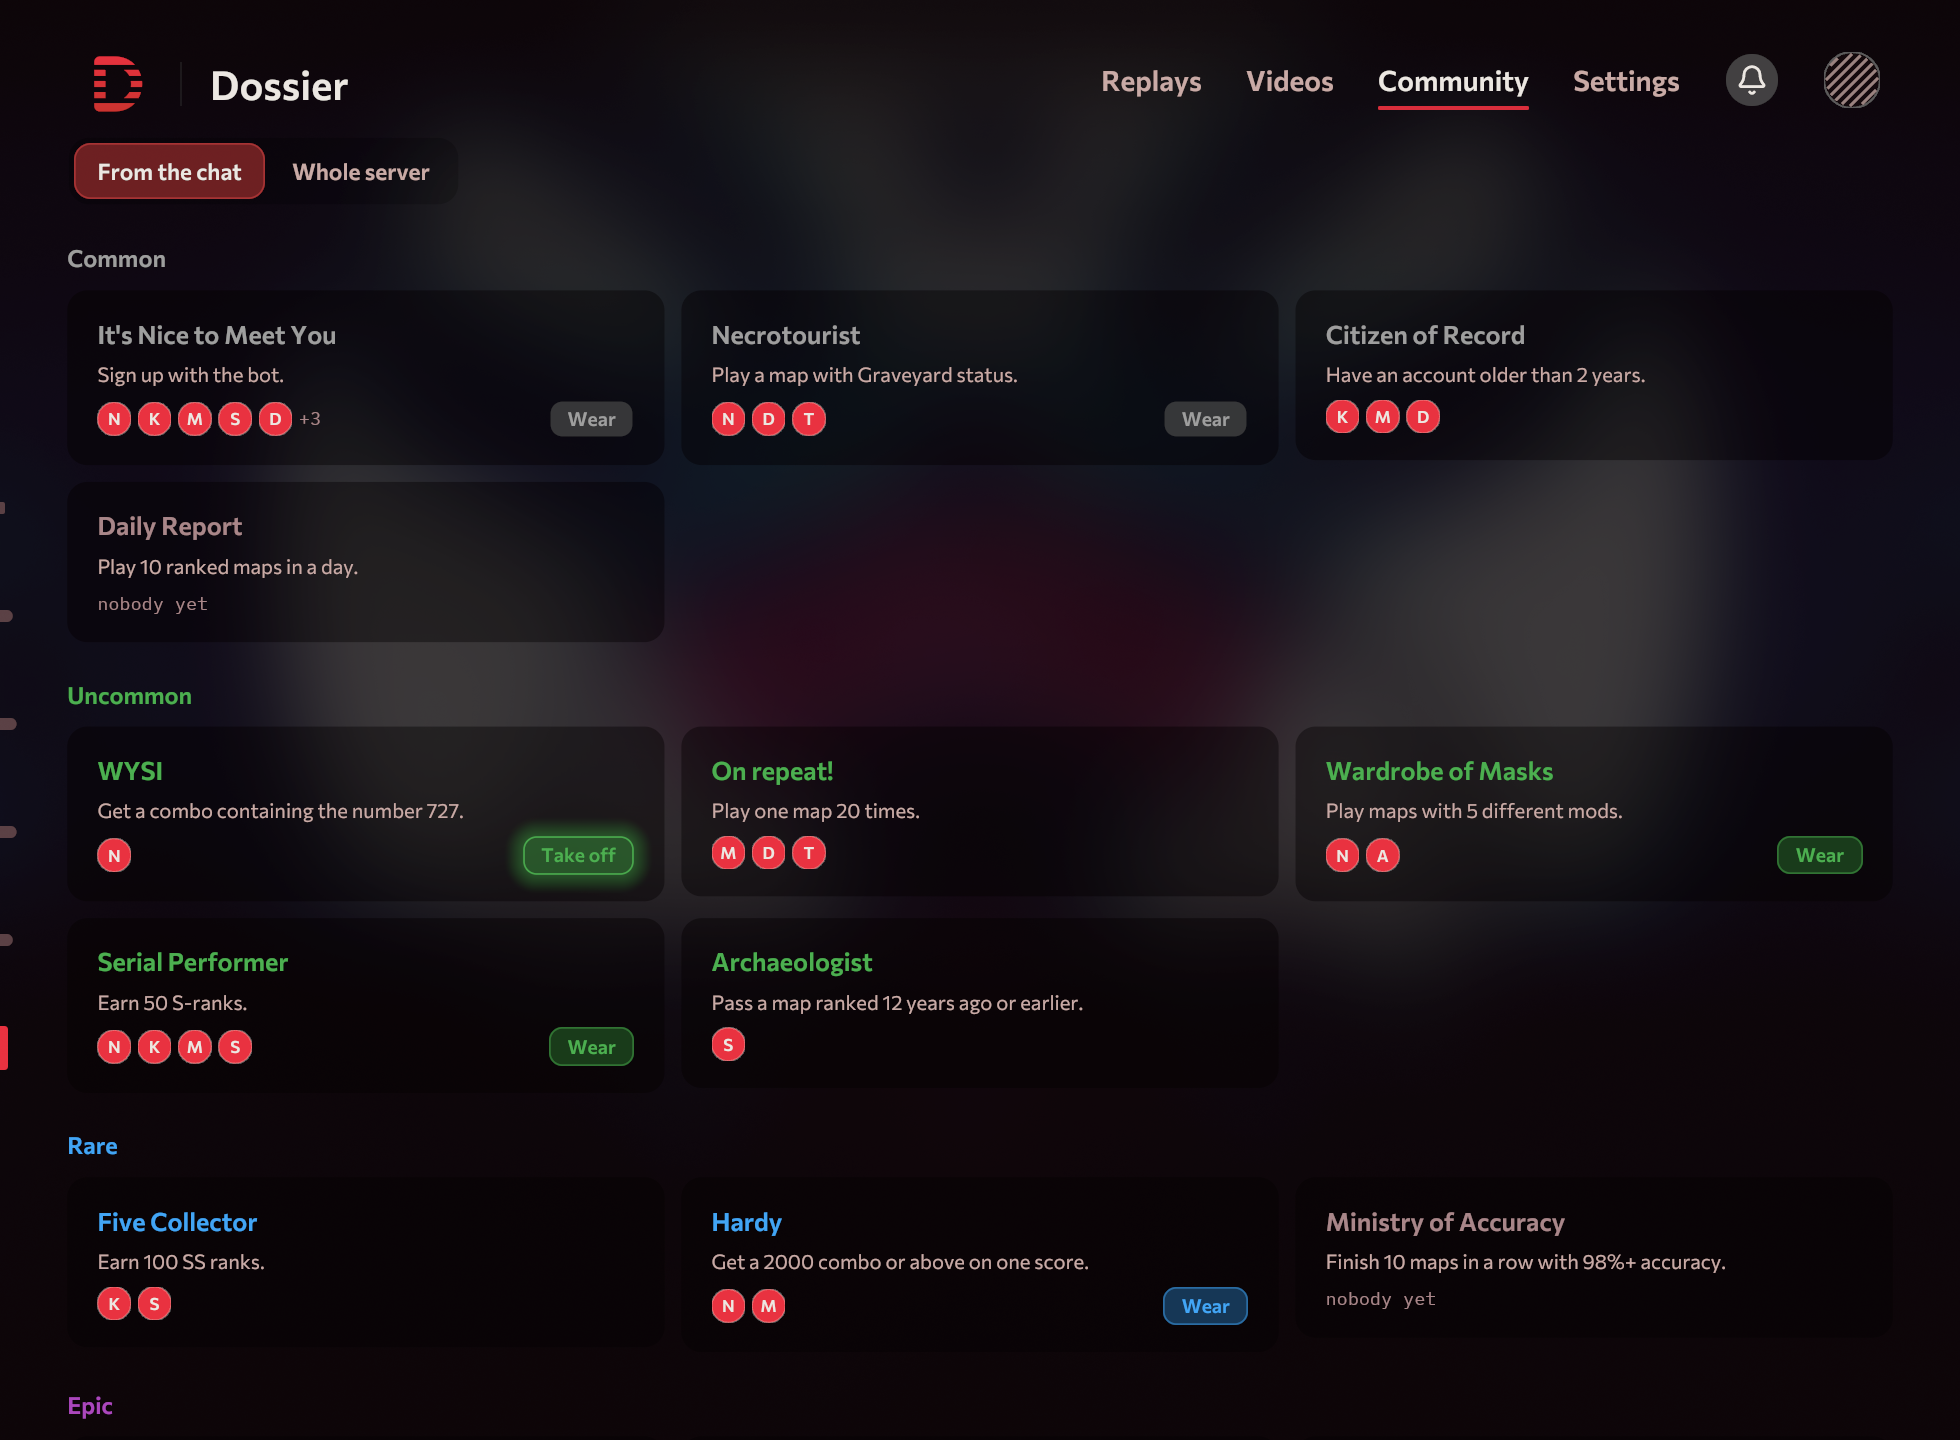 D Dossier
Replays Videos Community Settings
From the chat Whole server
Common
It's Nice to Meet You
Sign up with the bot.
N K M S D +3 Wear
Necrotourist
Play a map with Graveyard status.
N D T Wear
Citizen of Record
Have an account older than 2 years.
K M D
Daily Report
Play 10 ranked maps in a day.
nobody yet
Uncommon
WYSI
Get a combo containing the number 727.
N Take off
On repeat!
Play one map 20 times.
M D T
Wardrobe of Masks
Play maps with 5 different mods.
N A Wear
Serial Performer
Earn 50 S-ranks.
N K M S Wear
Archaeologist
Pass a map ranked 12 years ago or earlier.
S
Rare
Five Collector
Earn 100 SS ranks.
K S
Hardy
Get a 2000 combo or above on one score.
N M Wear
Ministry of Accuracy
Finish 10 maps in a row with 98%+ accuracy.
nobody yet
Epic